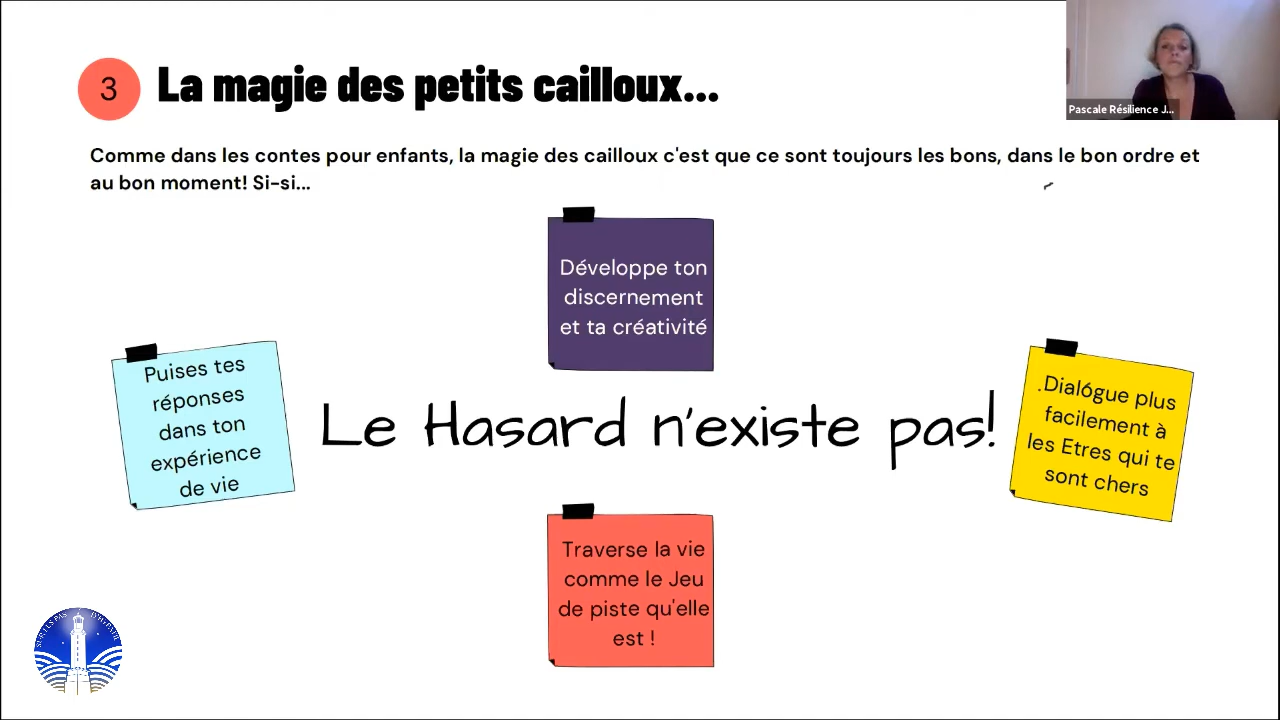 3
La magie des petits cailloux...
Pascale Résilience J...
Comme dans les contes pour enfants, la magie des cailloux c'est que ce sont toujours les bons, dans le bon ordre et
au bon moment! Si-si...
Développe ton
discernement
et ta créativité
Puises tes
réponses
dans ton
expérience
de vie
Le Hasard n'existe pas!
.Dialógue plus
facilement à
les Etres qui te
sont chers
Traverse la vie
comme le Jeu
de piste qu'elle
est !